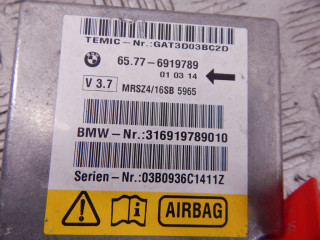 TEMIC-Nr.:GAT3D03BC2D
65.77-6919789
01 03 14
V 3.7
MRSZ4/16SB 5965
BMW-Nr.:316919789010
Serien-Nr.:03B0936C1411Z
AIRBAG